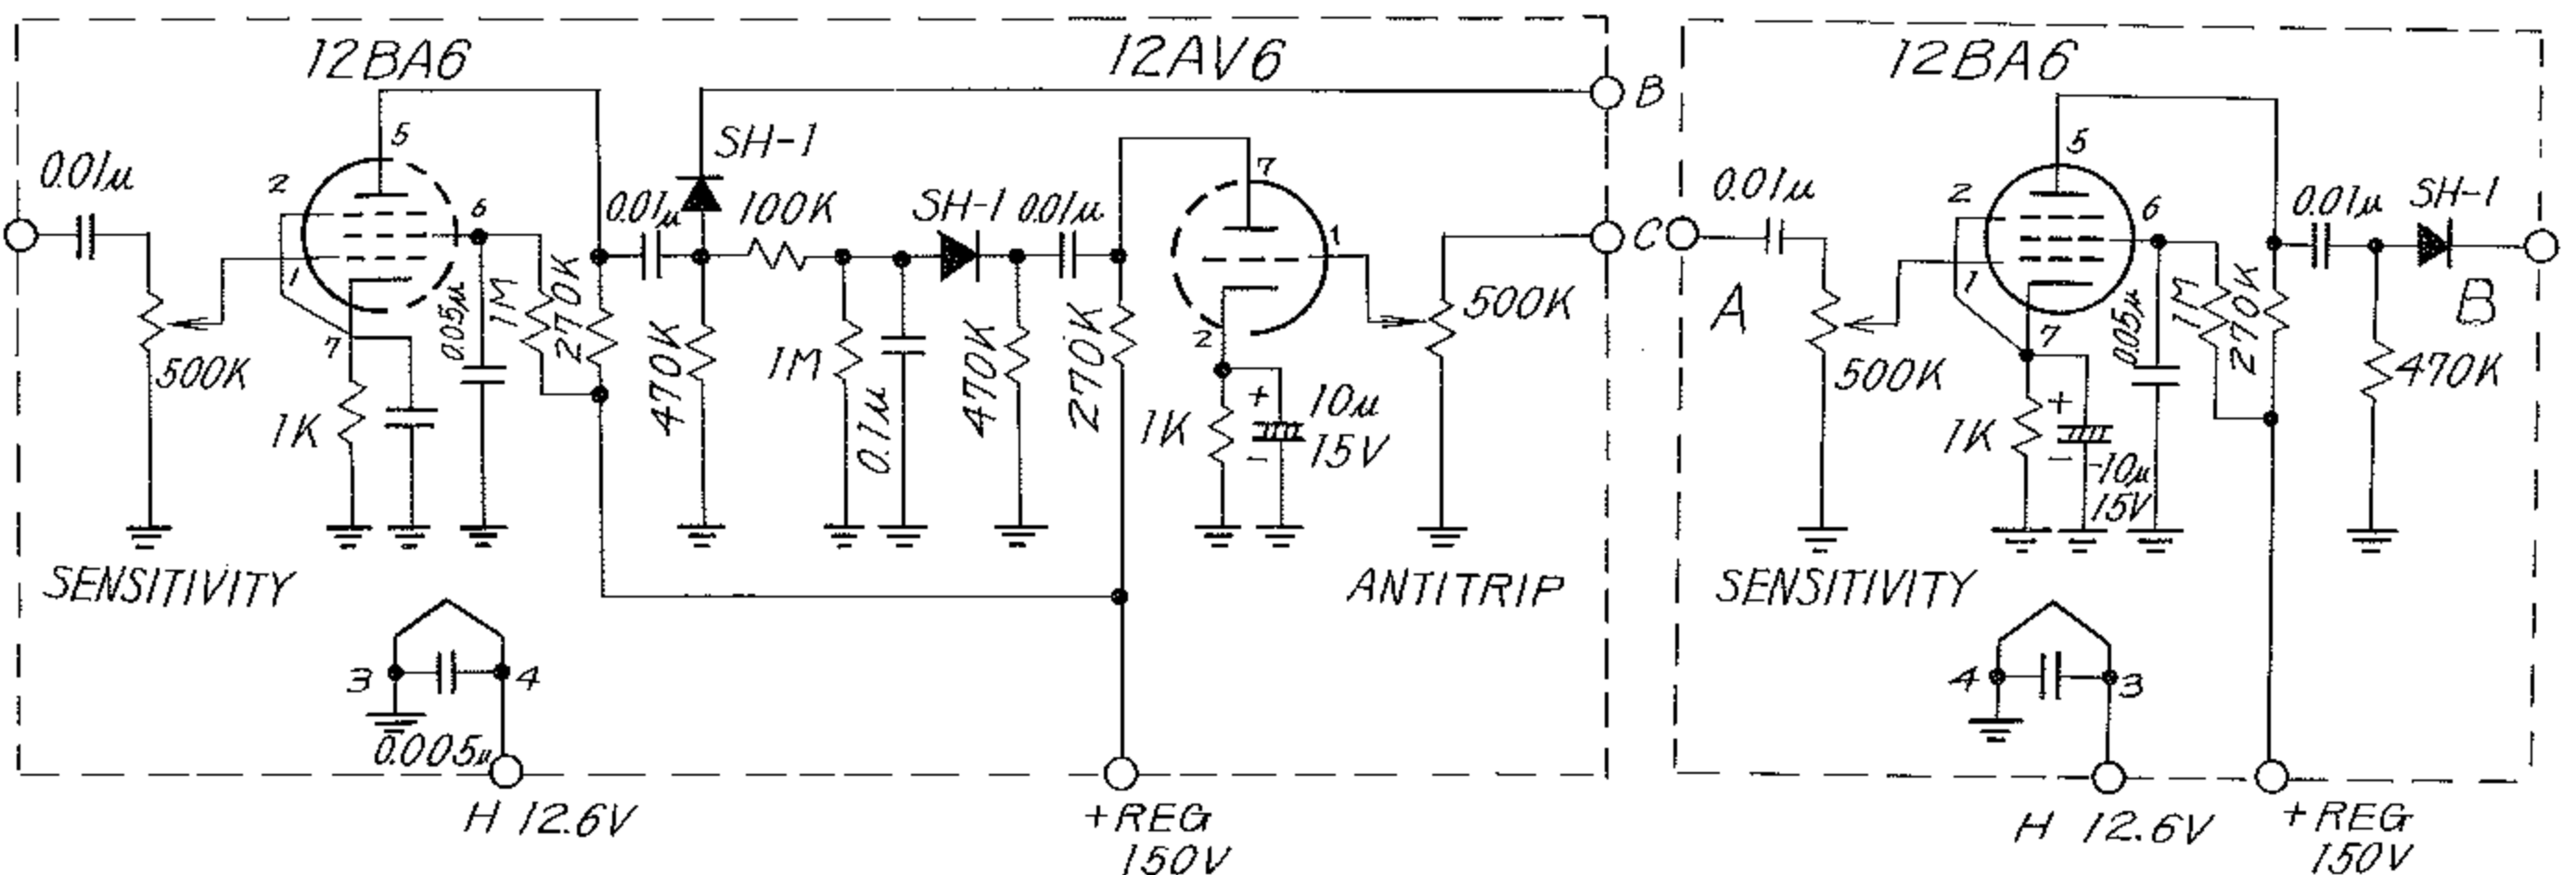 12BA6
12AV6
B
5
SH-1
0.01µ
2
6
0.01µ
100K
SH-1
0.01µ
7
1
C
1
1M
270K
0.05µ
500K
7
2
500K
1K
470K
1M
0.1µ
470K
270K
1K
+
10µ
15V
-
SENSITIVITY
ANTITRIP
3
4
0.005µ
H 12.6V
+REG
150V
12BA6
5
0.01µ
2
6
0.01µ
SH-1
A
1
1M
270K
B
0.05µ
7
500K
470K
1K
+
-
-10µ
15V
SENSITIVITY
4
3
H 12.6V
+REG
150V